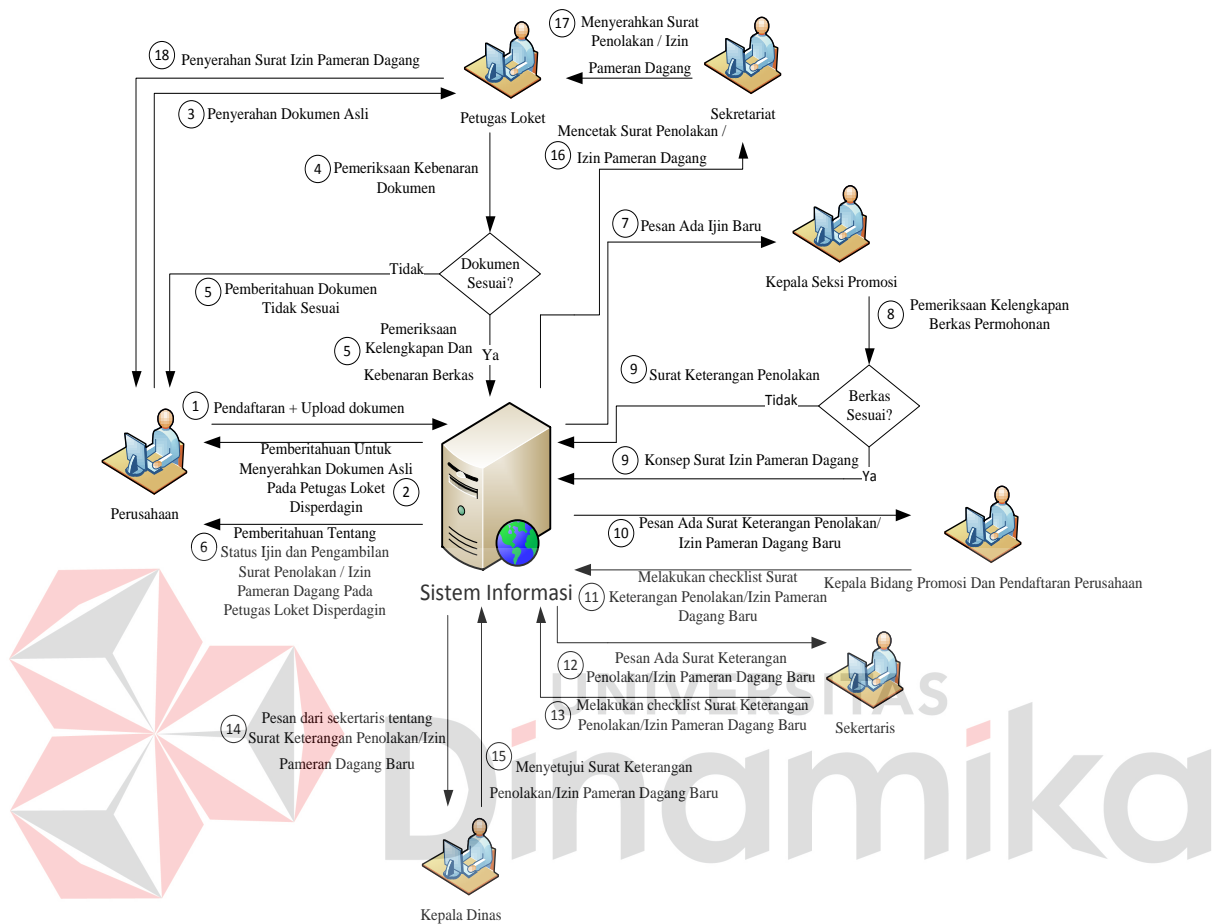 17 Menyerahkan Surat
Penolakan / Izin
Pameran Dagang
18 Penyerahan Surat Izin Pameran Dagang
3 Penyerahan Dokumen Asli
Petugas Loket
Sekretariat
Mencetak Surat Penolakan /
16 Izin Pameran Dagang
4 Pemeriksaan Kebenaran
Dokumen
7 Pesan Ada Ijin Baru
Kepala Seksi Promosi
Dokumen
Sesuai?
Tidak
5 Pemberitahuan Dokumen
Tidak Sesuai
Pemeriksaan
5 Kelengkapan Dan
Kebenaran Berkas
Ya
8 Pemeriksaan Kelengkapan
Berkas Permohonan
9 Surat Keterangan Penolakan
Tidak
Berkas
Sesuai?
9 Konsep Surat Izin Pameran Dagang
Ya
1 Pendaftaran + Upload dokumen
Pemberitahuan Untuk
Menyerahkan Dokumen Asli
Pada Petugas Loket
Disperdagin
2
Perusahaan
Pemberitahuan Tentang
6 Status Ijin dan Pengambilan
Surat Penolakan / Izin
Pameran Dagang Pada
Petugas Loket Disperdagin
10 Pesan Ada Surat Keterangan Penolakan/
Izin Pameran Dagang Baru
Kepala Bidang Promosi Dan Pendaftaran Perusahaan
Sistem Informasi
Melakukan checklist Surat
11 Keterangan Penolakan/Izin Pameran
Dagang Baru
12 Pesan Ada Surat Keterangan
Penolakan/Izin Pameran Dagang Baru
13 Melakukan checklist Surat Keterangan
Penolakan/Izin Pameran Dagang Baru
Sekertaris
UNIVERSITAS
Dinamika
14 Pesan dari sekertaris tentang
Surat Keterangan Penolakan/Izin
Pameran Dagang Baru
15 Menyetujui Surat Keterangan
Penolakan/Izin Pameran Dagang Baru
Kepala Dinas